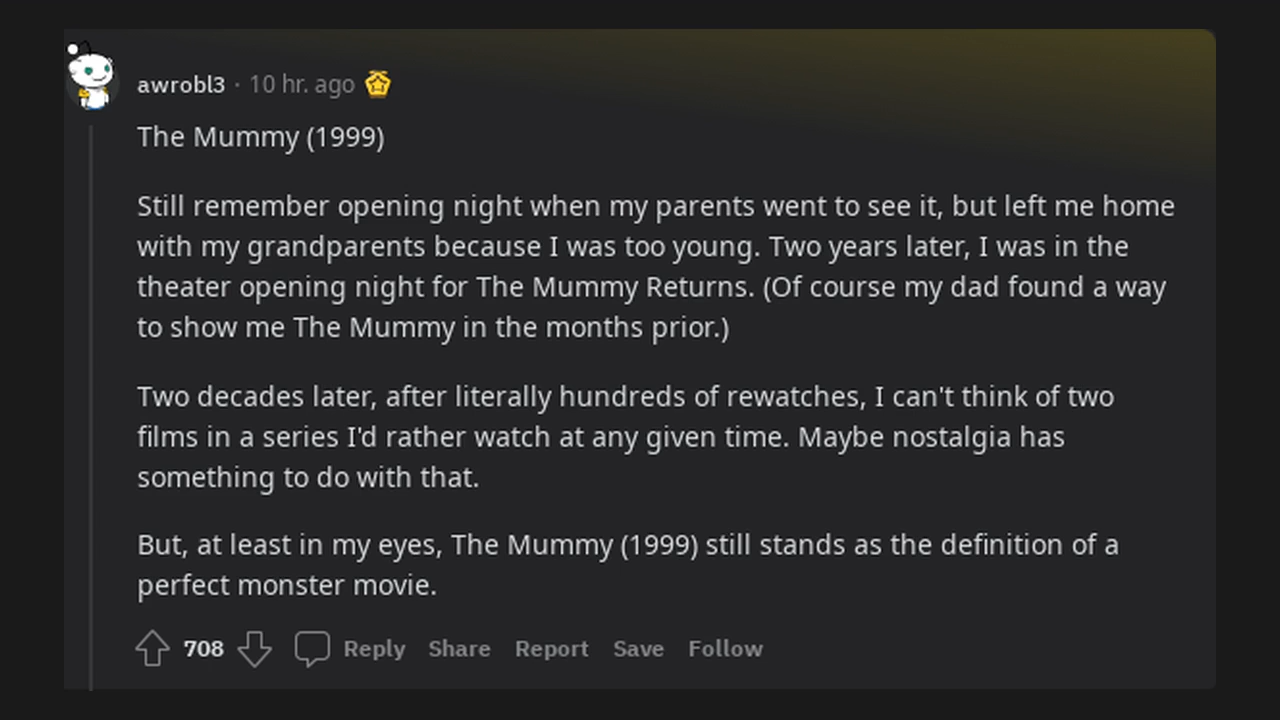 awrobl3 · 10 hr. ago
The Mummy (1999)
Still remember opening night when my parents went to see it, but left me home
with my grandparents because I was too young. Two years later, I was in the
theater opening night for The Mummy Returns. (Of course my dad found a way
to show me The Mummy in the months prior.)
Two decades later, after literally hundreds of rewatches, I can't think of two
films in a series I'd rather watch at any given time. Maybe nostalgia has
something to do with that.
But, at least in my eyes, The Mummy (1999) still stands as the definition of a
perfect monster movie.
708 Reply Share Report Save Follow